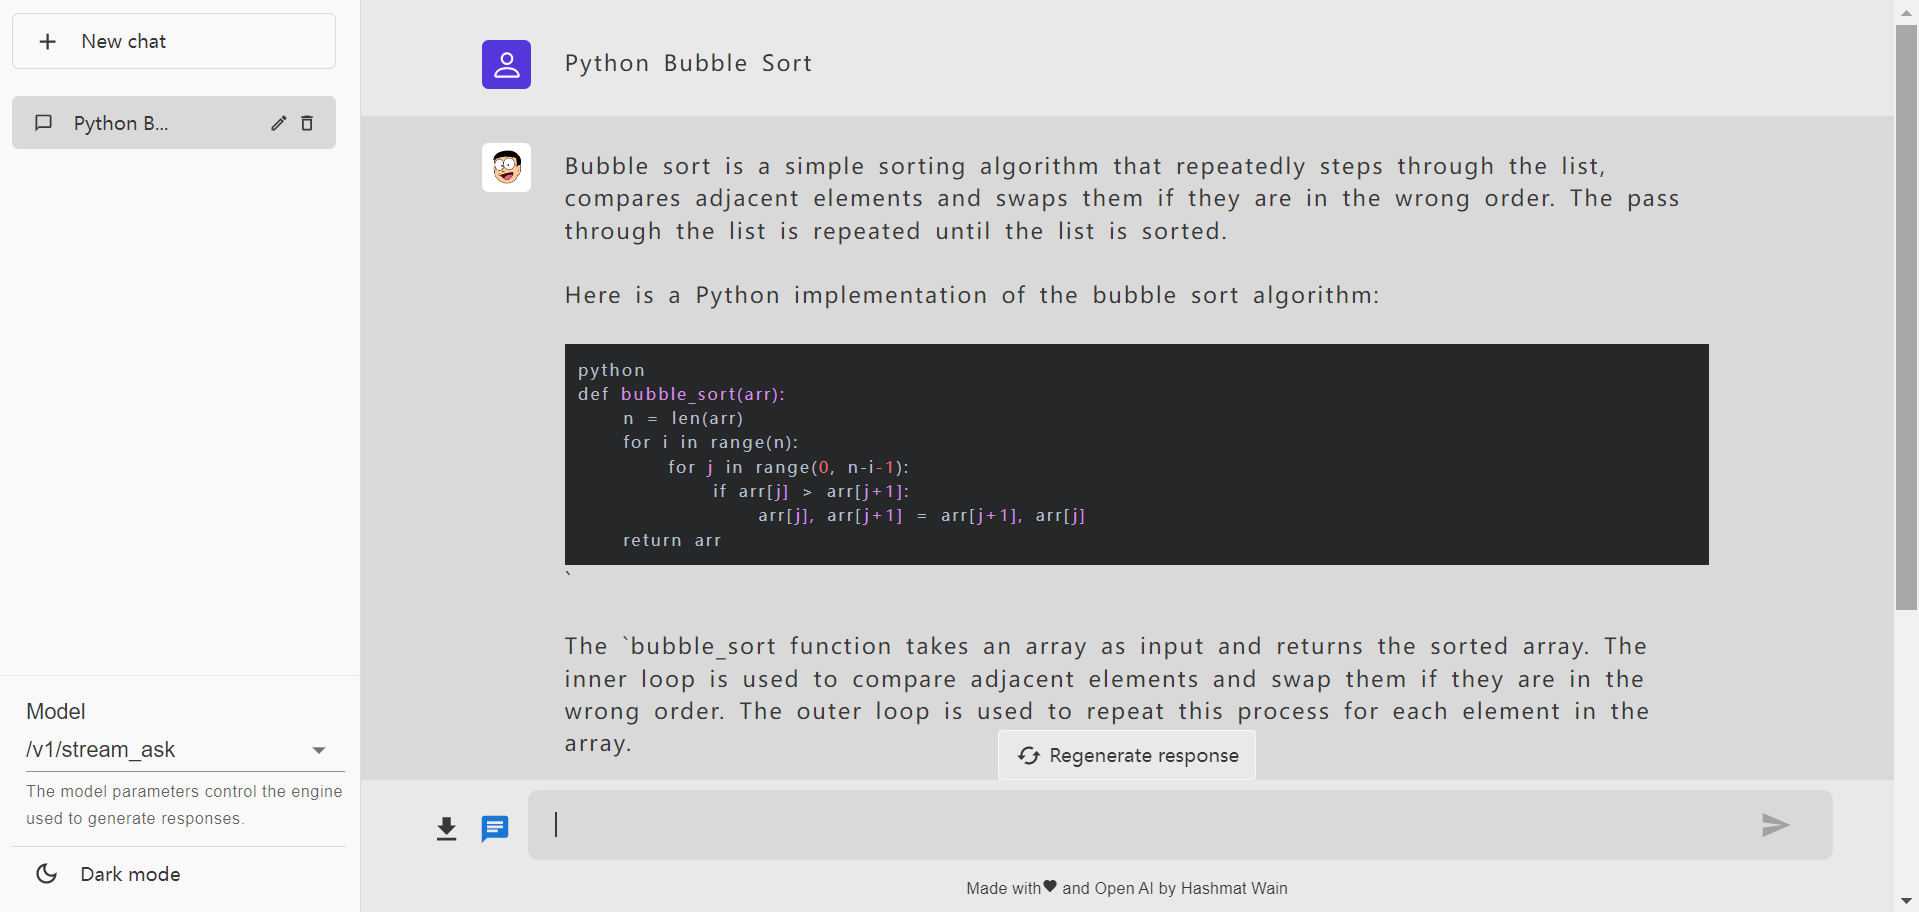 New chat
Python B...
Model
/v1/stream_ask
The model parameters control the engine
used to generate responses.
Dark mode
Python Bubble Sort
Bubble sort is a simple sorting algorithm that repeatedly steps through the list,
compares adjacent elements and swaps them if they are in the wrong order. The pass
through the list is repeated until the list is sorted.
Here is a Python implementation of the bubble sort algorithm:
python
def bubble_sort(arr):
    n = len(arr)
    for i in range(n):
        for j in range(0, n-i-1):
            if arr[j] > arr[j+1]:
                arr[j], arr[j+1] = arr[j+1], arr[j]
    return arr
`
The `bubble_sort function takes an array as input and returns the sorted array. The
inner loop is used to compare adjacent elements and swap them if they are in the
wrong order. The outer loop is used to repeat this process for each element in the
array.
Regenerate response
Made with🖤 and Open AI by Hashmat Wain